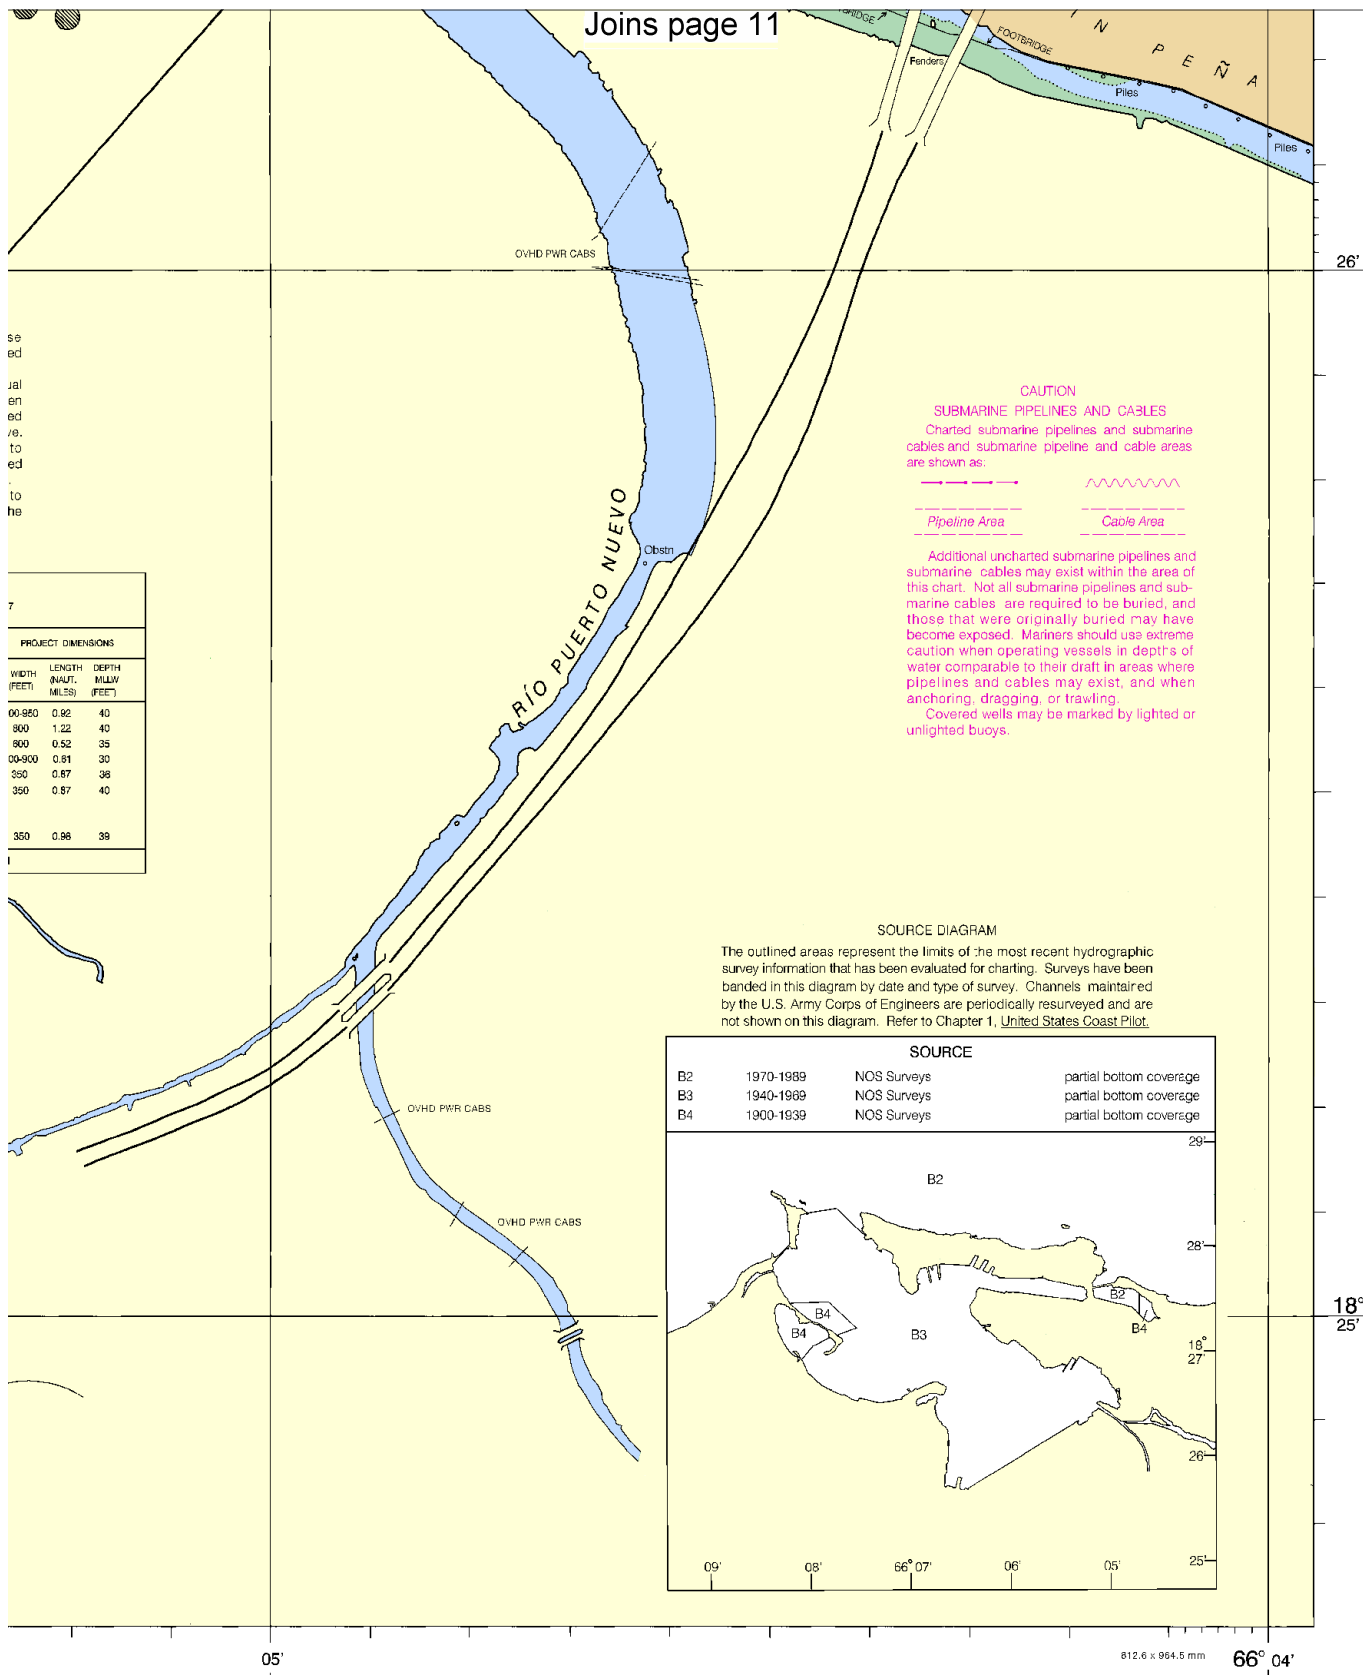 Joins page 11
BRIDGE
FOOTBRIDGE
Fenders
I N P E Ñ A
Piles
Piles
OVHD PWR CABS
26'
se
ed
ual
en
ed
ve.
to
ed
to
he
CAUTION
SUBMARINE PIPELINES AND CABLES
Charted submarine pipelines and submarine
cables and submarine pipeline and cable areas
are shown as:
Pipeline Area
Cable Area
Additional uncharted submarine pipelines and
submarine cables may exist within the area of
this chart. Not all submarine pipelines and sub-
marine cables are required to be buried, and
those that were originally buried may have
become exposed. Mariners should use extreme
caution when operating vessels in depths of
water comparable to their draft in areas where
pipelines and cables may exist, and when
anchoring, dragging, or trawling.
Covered wells may be marked by lighted or
unlighted buoys.
RÍO PUERTO NUEVO
Obstn
7
PROJECT DIMENSIONS
WIDTH (FEET) LENGTH (NAUT. MILES) DEPTH MLLW (FEET)
00-950 0.92 40
800 1.22 40
600 0.52 35
00-900 0.81 30
350 0.87 36
350 0.87 40
350 0.98 39
SOURCE DIAGRAM
The outlined areas represent the limits of the most recent hydrographic
survey information that has been evaluated for charting. Surveys have been
banded in this diagram by date and type of survey. Channels maintained
by the U.S. Army Corps of Engineers are periodically resurveyed and are
not shown on this diagram. Refer to Chapter 1, United States Coast Pilot.
SOURCE
B2 1970-1989 NOS Surveys partial bottom coverage
B3 1940-1969 NOS Surveys partial bottom coverage
B4 1900-1939 NOS Surveys partial bottom coverage
OVHD PWR CABS
OVHD PWR CABS
29'
B2
28'
B2
B4
B4
B3
B4
18°
27'
26'
25'
09' 08' 66° 07' 06' 05'
18°
25'
05'
812.6 x 964.5 mm
66° 04'